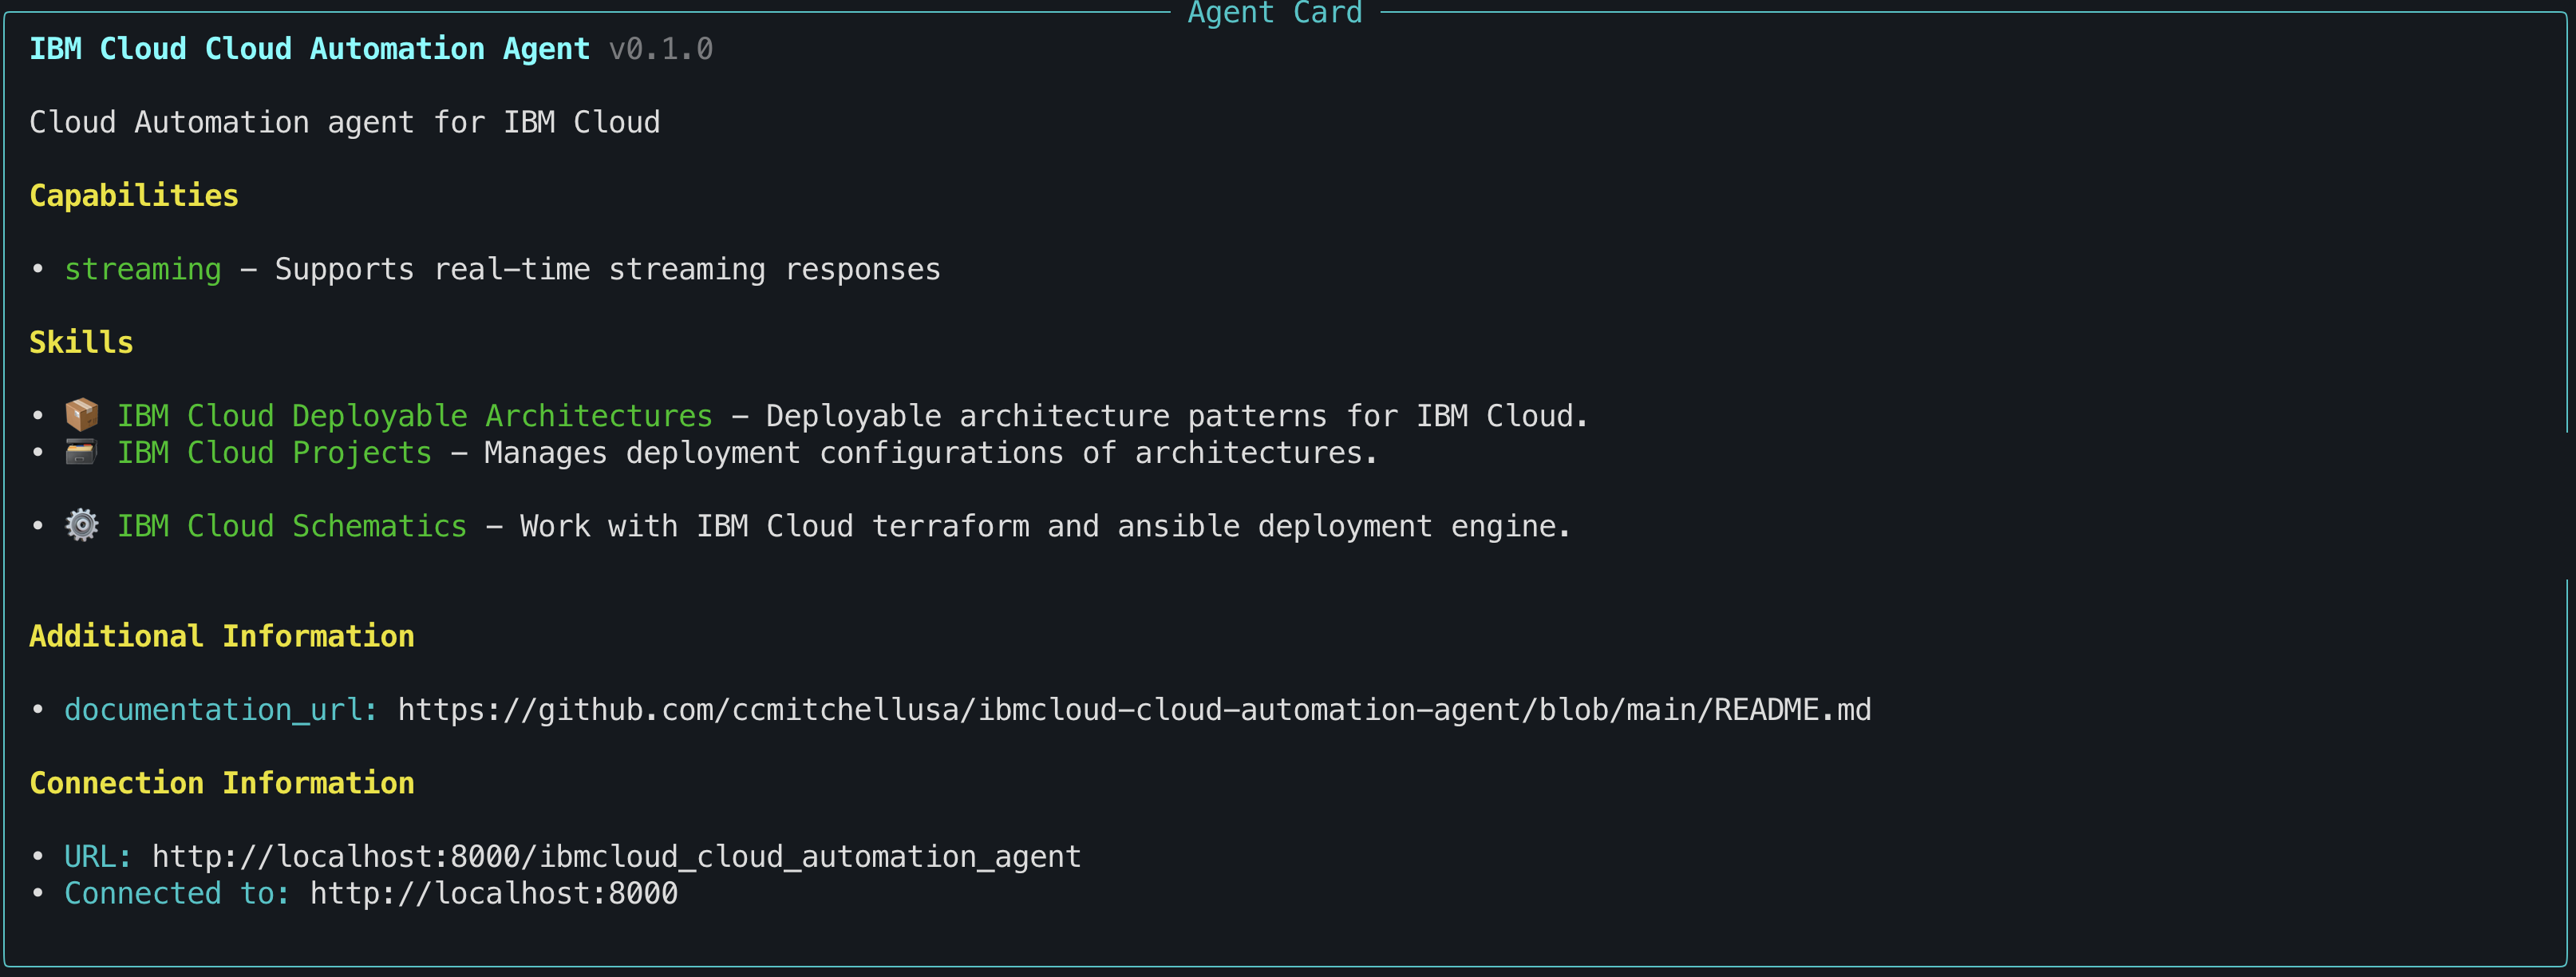 Agent Card
IBM Cloud Cloud Automation Agent v0.1.0
Cloud Automation agent for IBM Cloud
Capabilities
• streaming – Supports real-time streaming responses
Skills
• 📦 IBM Cloud Deployable Architectures – Deployable architecture patterns for IBM Cloud.
• 🗃️ IBM Cloud Projects – Manages deployment configurations of architectures.
• ⚙️ IBM Cloud Schematics – Work with IBM Cloud terraform and ansible deployment engine.
Additional Information
• documentation_url: https://github.com/ccmitchellusa/ibmcloud-cloud-automation-agent/blob/main/README.md
Connection Information
• URL: http://localhost:8000/ibmcloud_cloud_automation_agent
• Connected to: http://localhost:8000